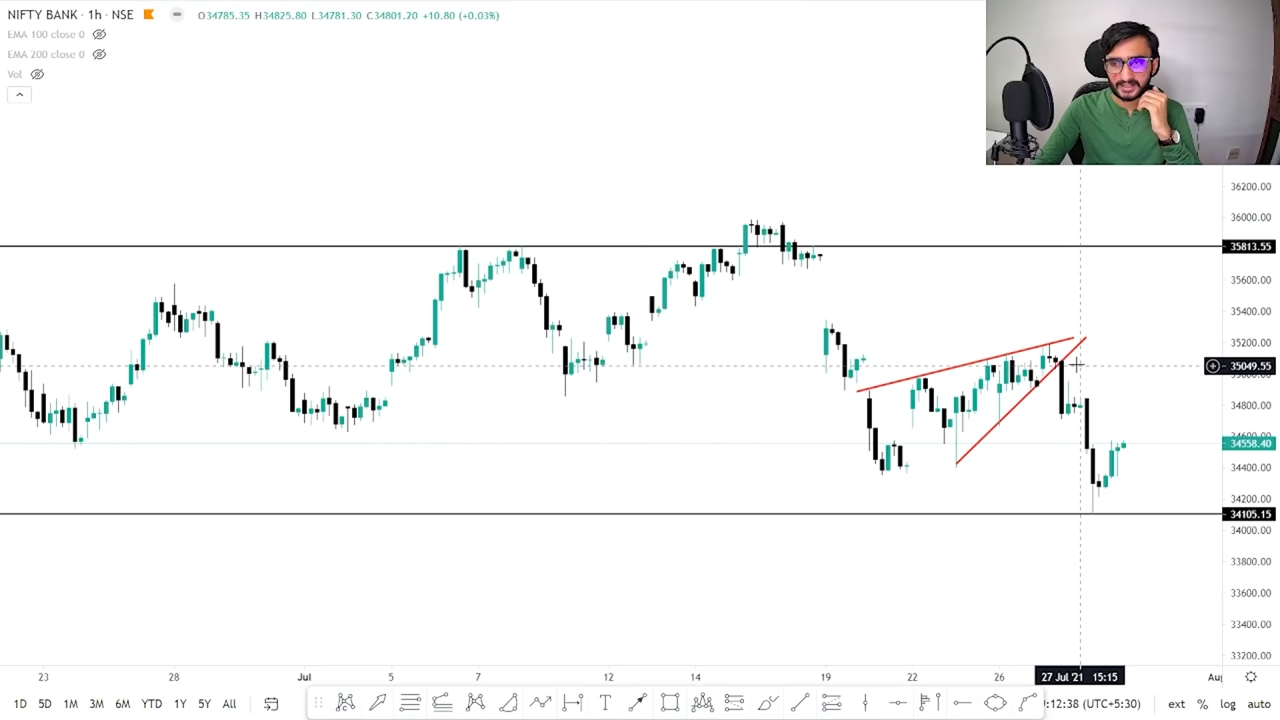 NIFTY BANK · 1h · NSE O34785.35 H34825.80 L34781.30 C34801.20 +10.80 (+0.03%)
EMA 100 close 0
EMA 200 close 0
Vol
36200.00
36000.00
35813.55
35600.00
35400.00
35200.00
35049.55
34800.00
34558.40
34400.00
34200.00
34105.15
34000.00
33800.00
33600.00
33400.00
33200.00
23 28 Jul 5 7 12 14 19 22 26 27 Jul '21 15:15
1D 5D 1M 3M 6M YTD 1Y 5Y All :12:38 (UTC+5:30) ext % log auto